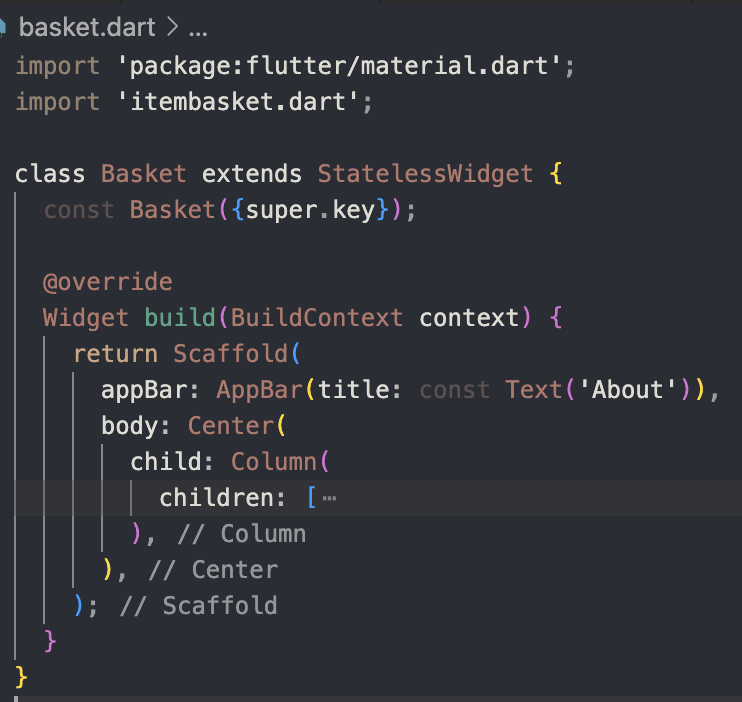 basket.dart > ...
import 'package:flutter/material.dart';
import 'itembasket.dart';
class Basket extends StatelessWidget {
const Basket({super.key});
@override
Widget build(BuildContext context) {
return Scaffold(
appBar: AppBar(title: const Text('About')),
body: Center(
child: Column(
children: [⋯
), // Column
), // Center
); // Scaffold
}
}